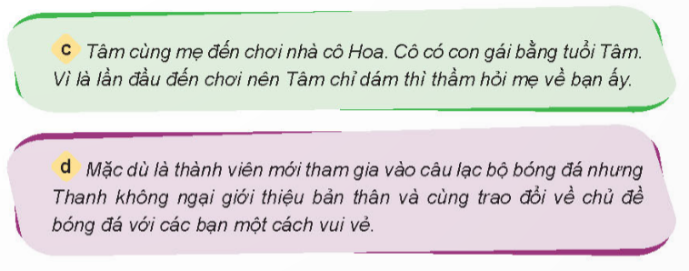 c Tâm cùng mẹ đến chơi nhà cô Hoa. Cô có con gái bằng tuổi Tâm.
Vì là lần đầu đến chơi nên Tâm chỉ dám thì thầm hỏi mẹ về bạn ấy.
d Mặc dù là thành viên mới tham gia vào câu lạc bộ bóng đá nhưng
Thanh không ngại giới thiệu bản thân và cùng trao đổi về chủ đề
bóng đá với các bạn một cách vui vẻ.